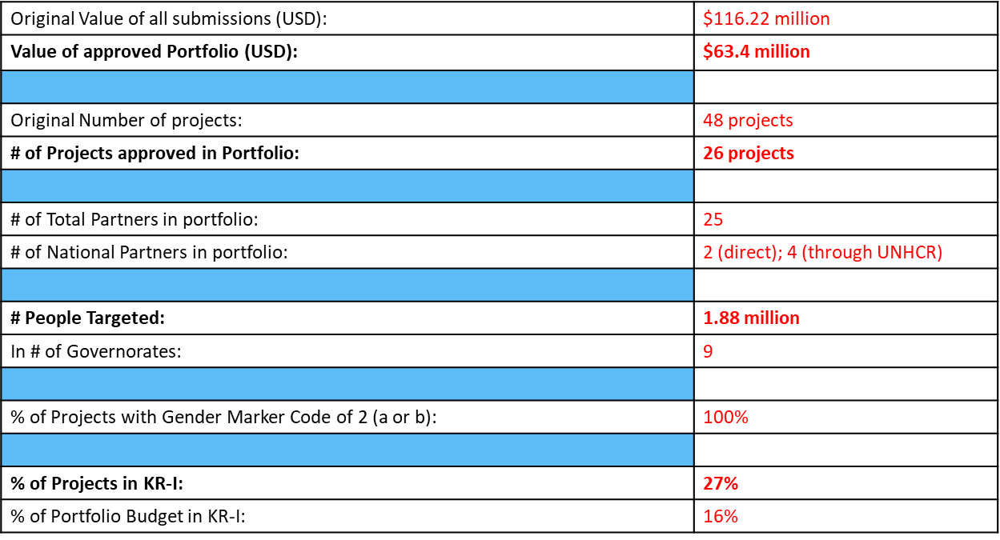 Original Value of all submissions (USD): $116.22 million
Value of approved Portfolio (USD): $63.4 million
Original Number of projects: 48 projects
# of Projects approved in Portfolio: 26 projects
# of Total Partners in portfolio: 25
# of National Partners in portfolio: 2 (direct); 4 (through UNHCR)
# People Targeted: 1.88 million
In # of Governorates: 9
% of Projects with Gender Marker Code of 2 (a or b): 100%
% of Projects in KR-I: 27%
% of Portfolio Budget in KR-I: 16%